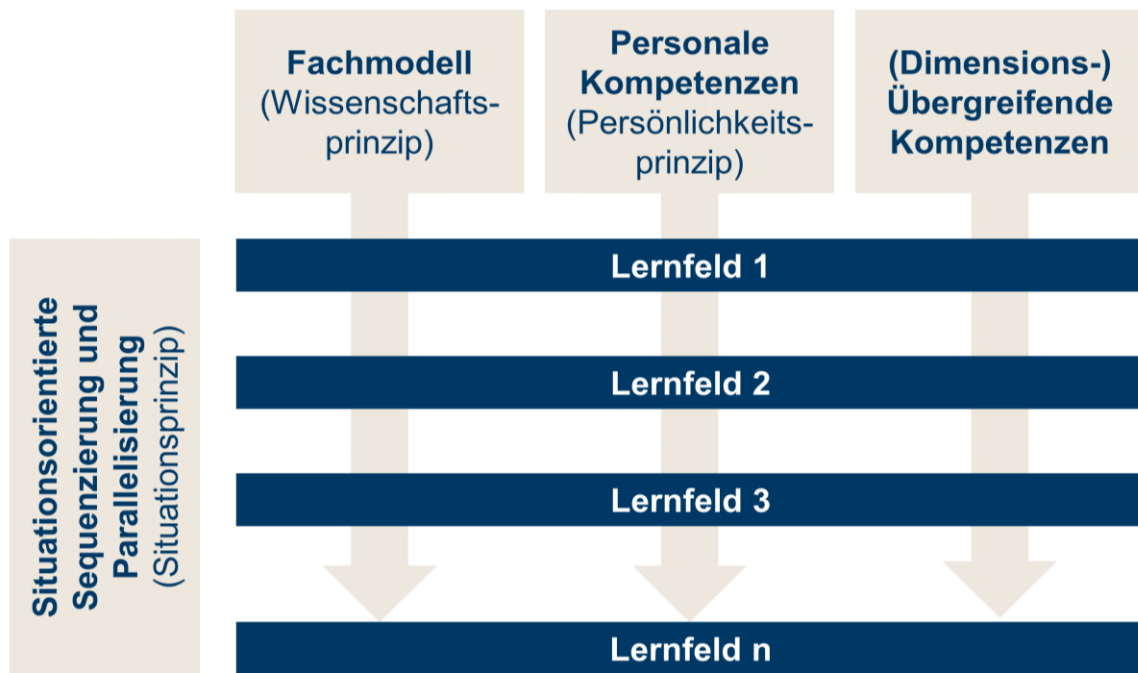 Fachmodell
(Wissenschafts-
prinzip)
Personale
Kompetenzen
(Persönlichkeits-
prinzip)
(Dimensions-)
Übergreifende
Kompetenzen
Situationsorientierte
Sequenzierung und
Parallelisierung
(Situationsprinzip)
Lernfeld 1
Lernfeld 2
Lernfeld 3
Lernfeld n